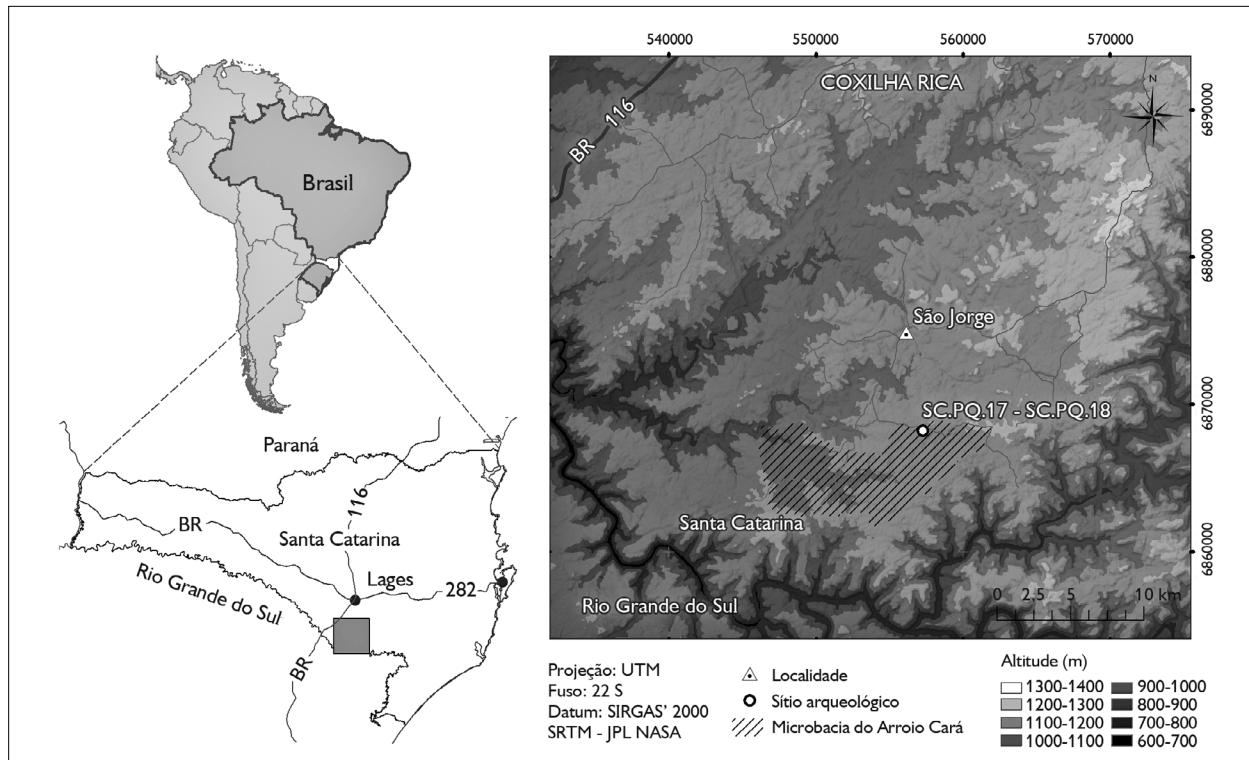 Brasil
Paraná
116
BR
Santa Catarina
Lages
282
Rio Grande do Sul
BR
540000
550000
560000
570000
COXILHA RICA
N
BR 116
6890000
6880000
São Jorge
6870000
SC.PQ.17 - SC.PQ.18
Santa Catarina
6860000
Rio Grande do Sul
0 2.5 5 10 km
Projeção: UTM
Fuso: 22 S
Datum: SIRGAS' 2000
SRTM - JPL NASA
Localidade
Sítio arqueológico
Microbacia do Arroio Cará
Altitude (m)
1300-1400 900-1000
1200-1300 800-900
1100-1200 700-800
1000-1100 600-700